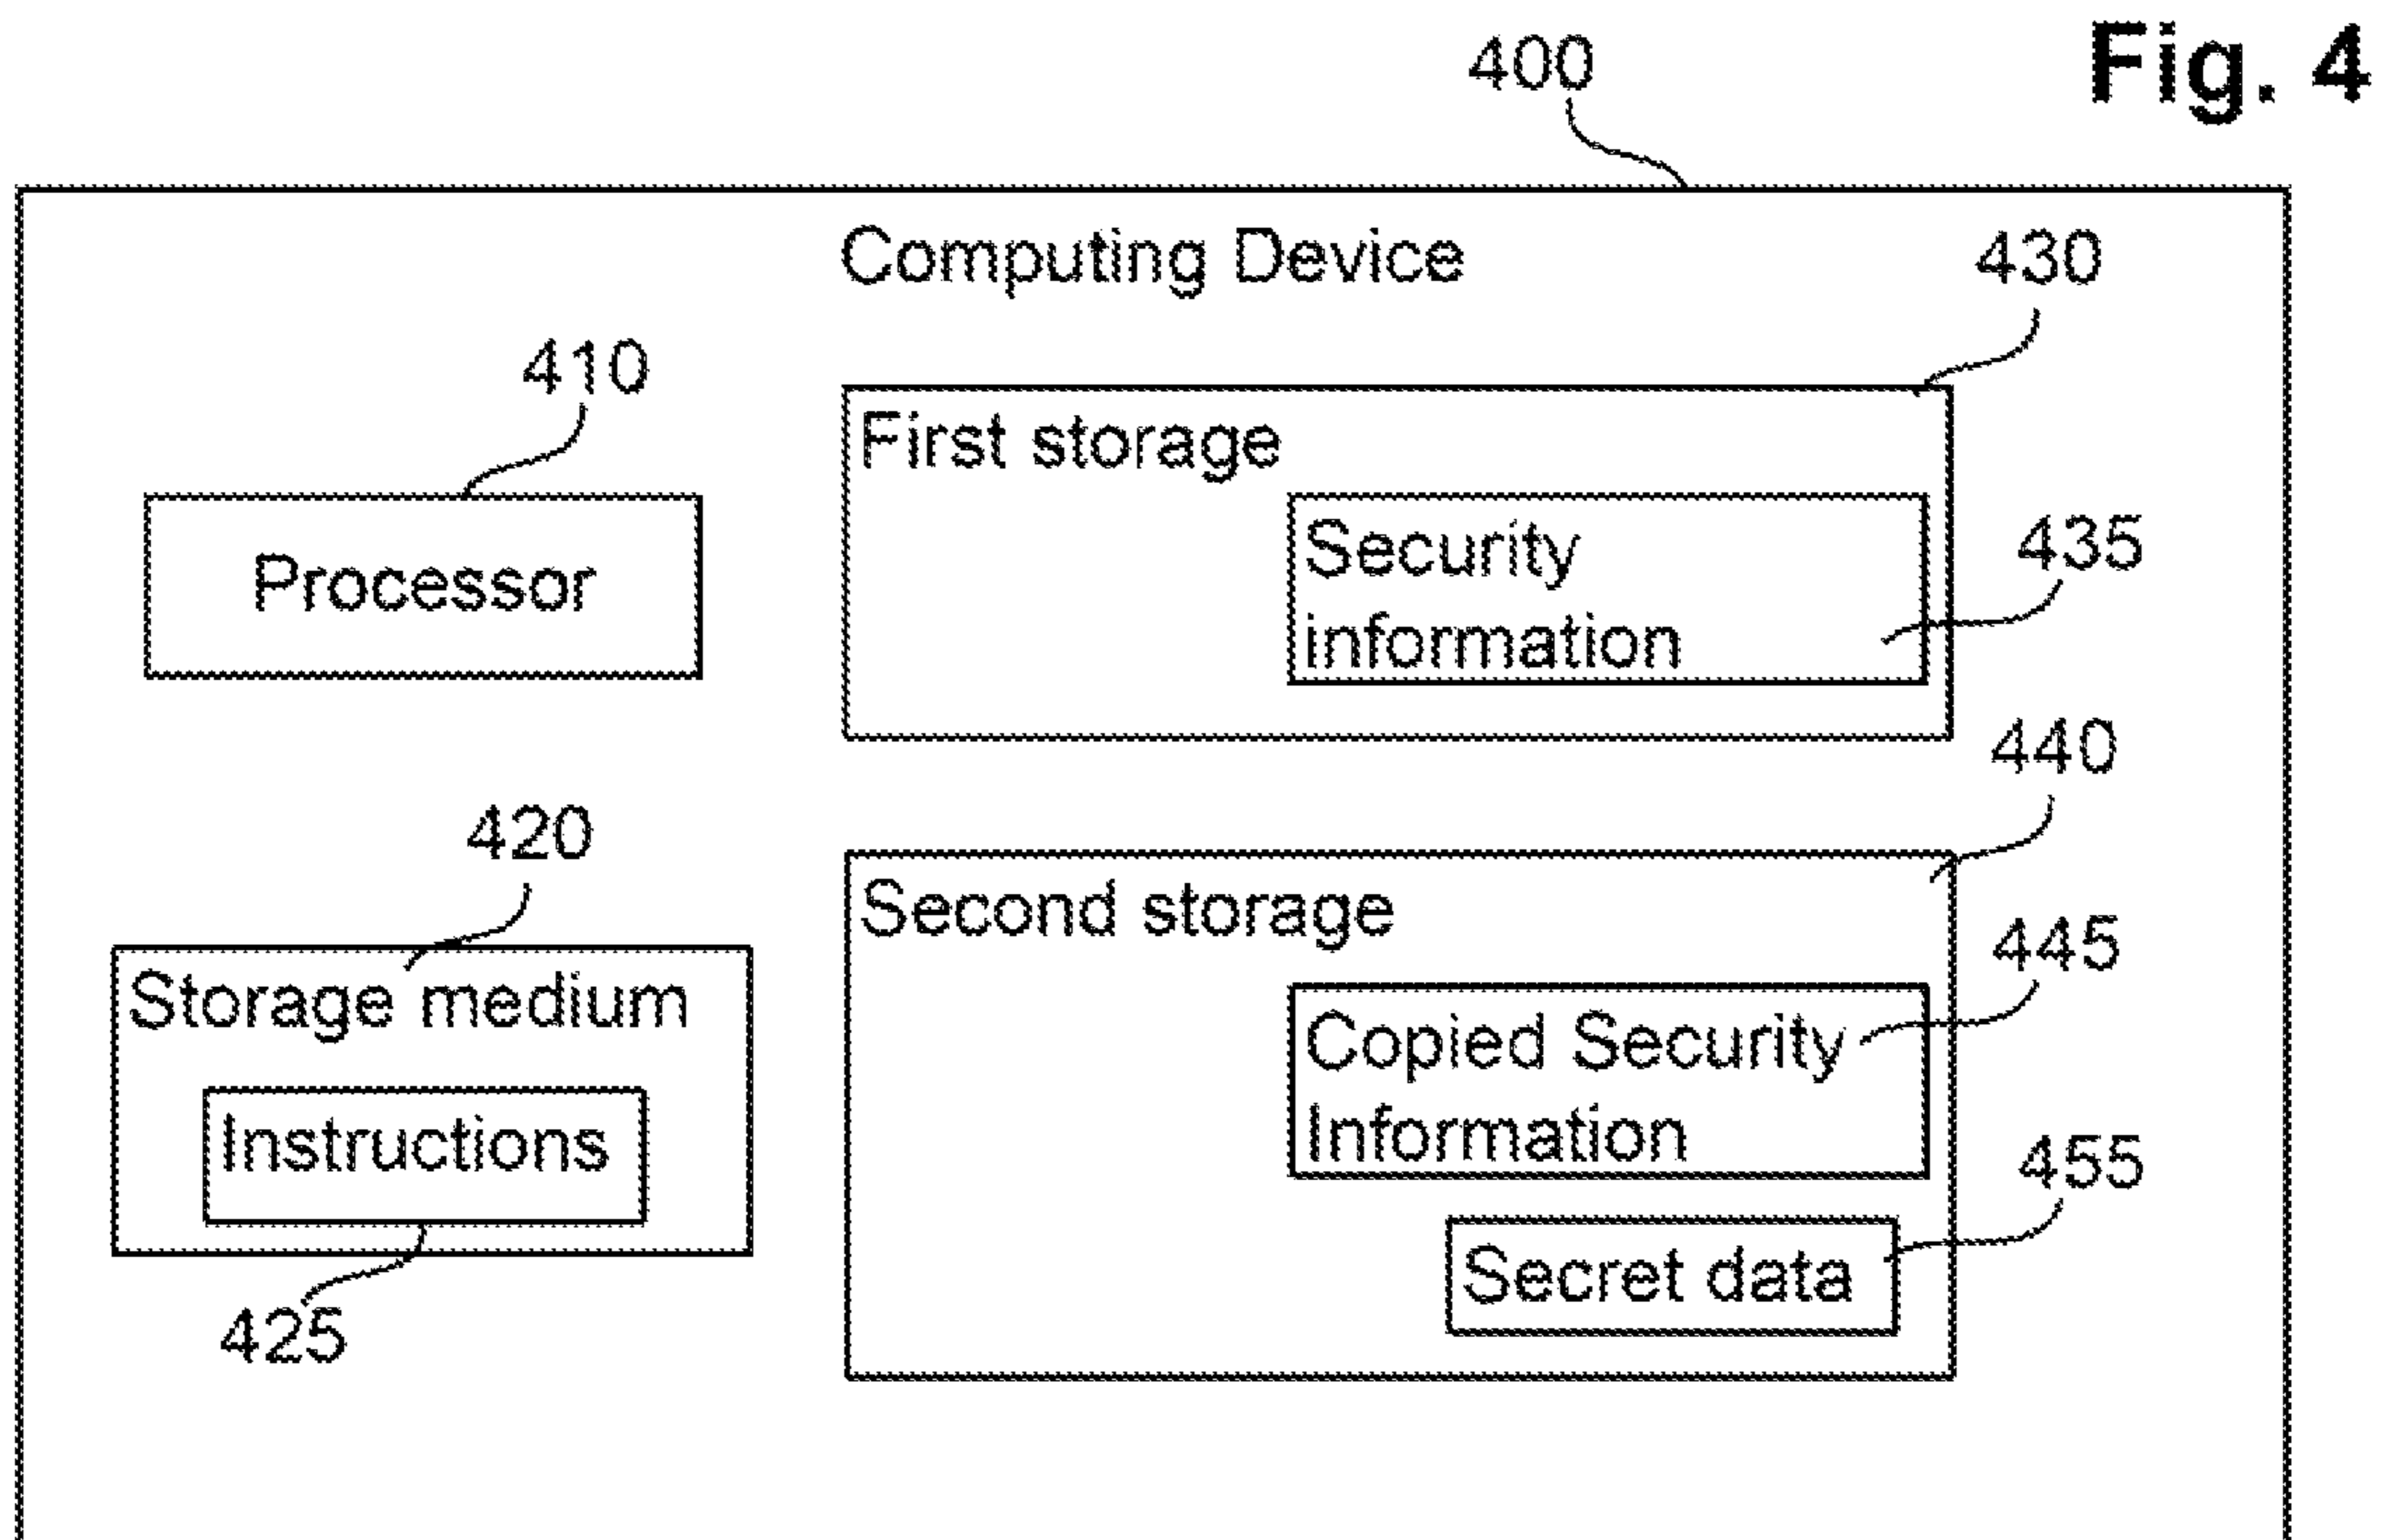 Fig. 4
400
Computing Device
430
410
First storage
Security
information
435
Processor
440
420
Second storage
445
Storage medium
Copied Security
Information
Instructions
455
Secret data
425